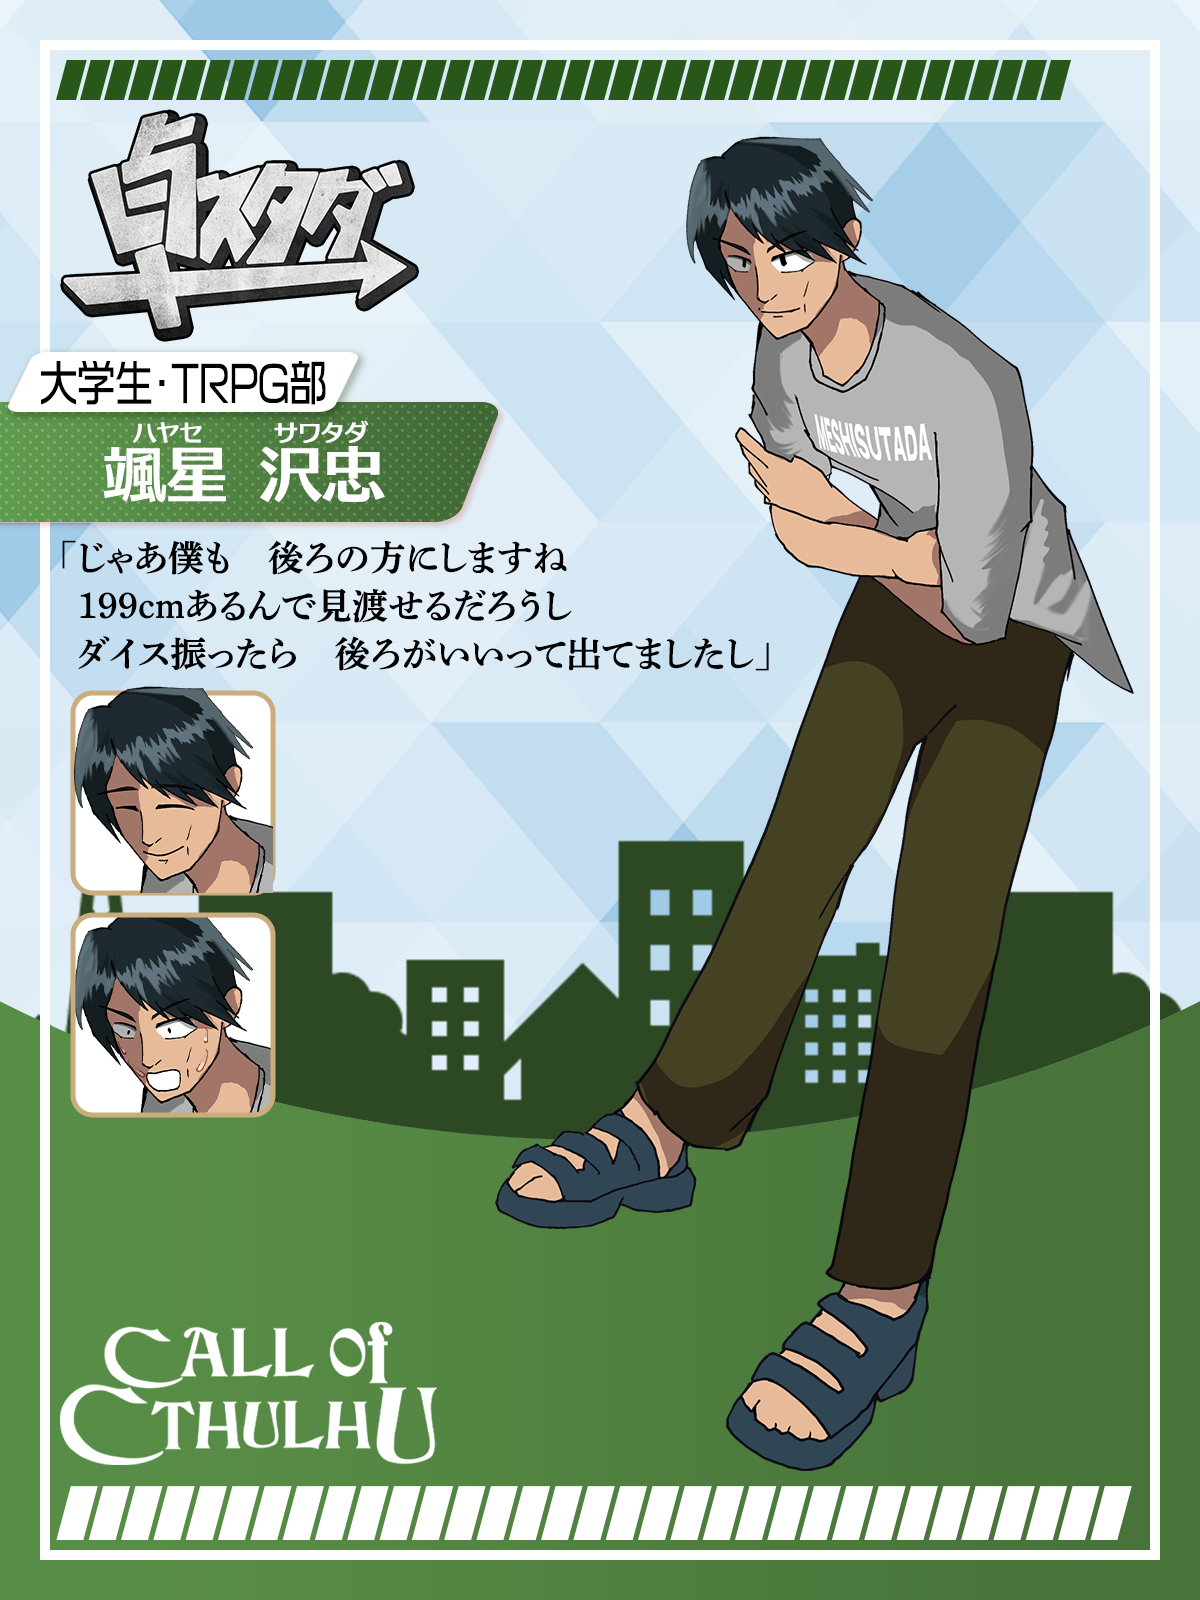 卓スタダ
大学生・TRPG部
ハヤセ サワタダ
颯星 沢忠
「じゃあ僕も 後ろの方にしますね
199cmあるんで見渡せるだろうし
ダイス振ったら 後ろがいいって出てましたし」
MESHISUTADA
CALL Of
CTHULHU